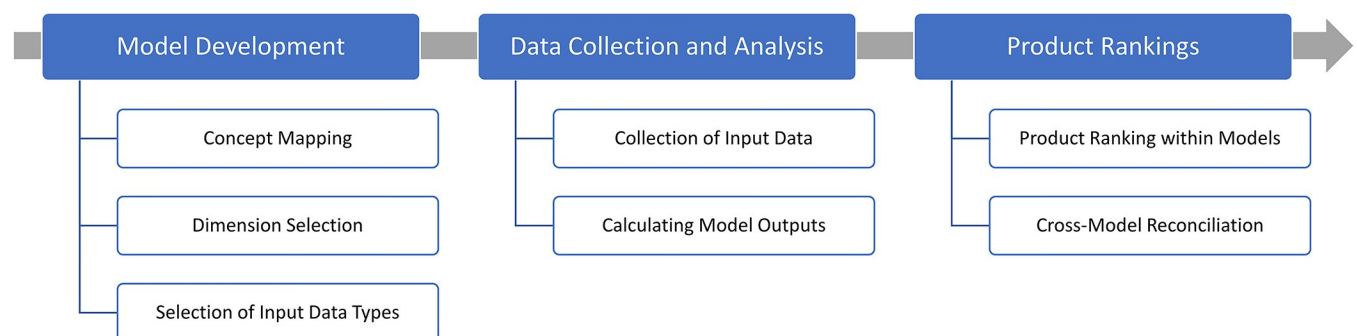 Model Development
Data Collection and Analysis
Product Rankings
Concept Mapping
Collection of Input Data
Product Ranking within Models
Dimension Selection
Calculating Model Outputs
Cross-Model Reconciliation
Selection of Input Data Types